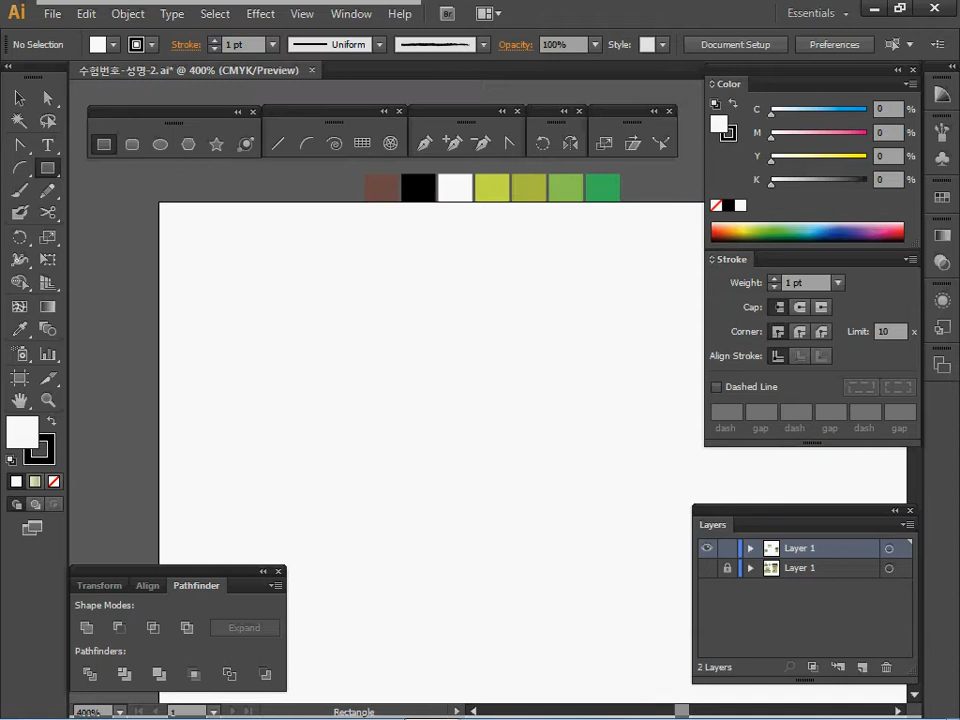 Ai File Edit Object Type Select Effect View Window Help Br Essentials
No Selection Stroke: 1 pt Uniform Opacity: 100% Style: Document Setup Preferences
수험번호-성명-2.ai* @ 400% (CMYK/Preview)
Color
C 0 %
M 0 %
Y 0 %
K 0 %
Stroke
Weight: 1 pt
Cap:
Corner: Limit: 10 x
Align Stroke:
Dashed Line
dash gap dash gap dash gap
Layers
Layer 1
Layer 1
2 Layers
Transform Align Pathfinder
Shape Modes:
Expand
Pathfinders:
400% 1 Rectangle